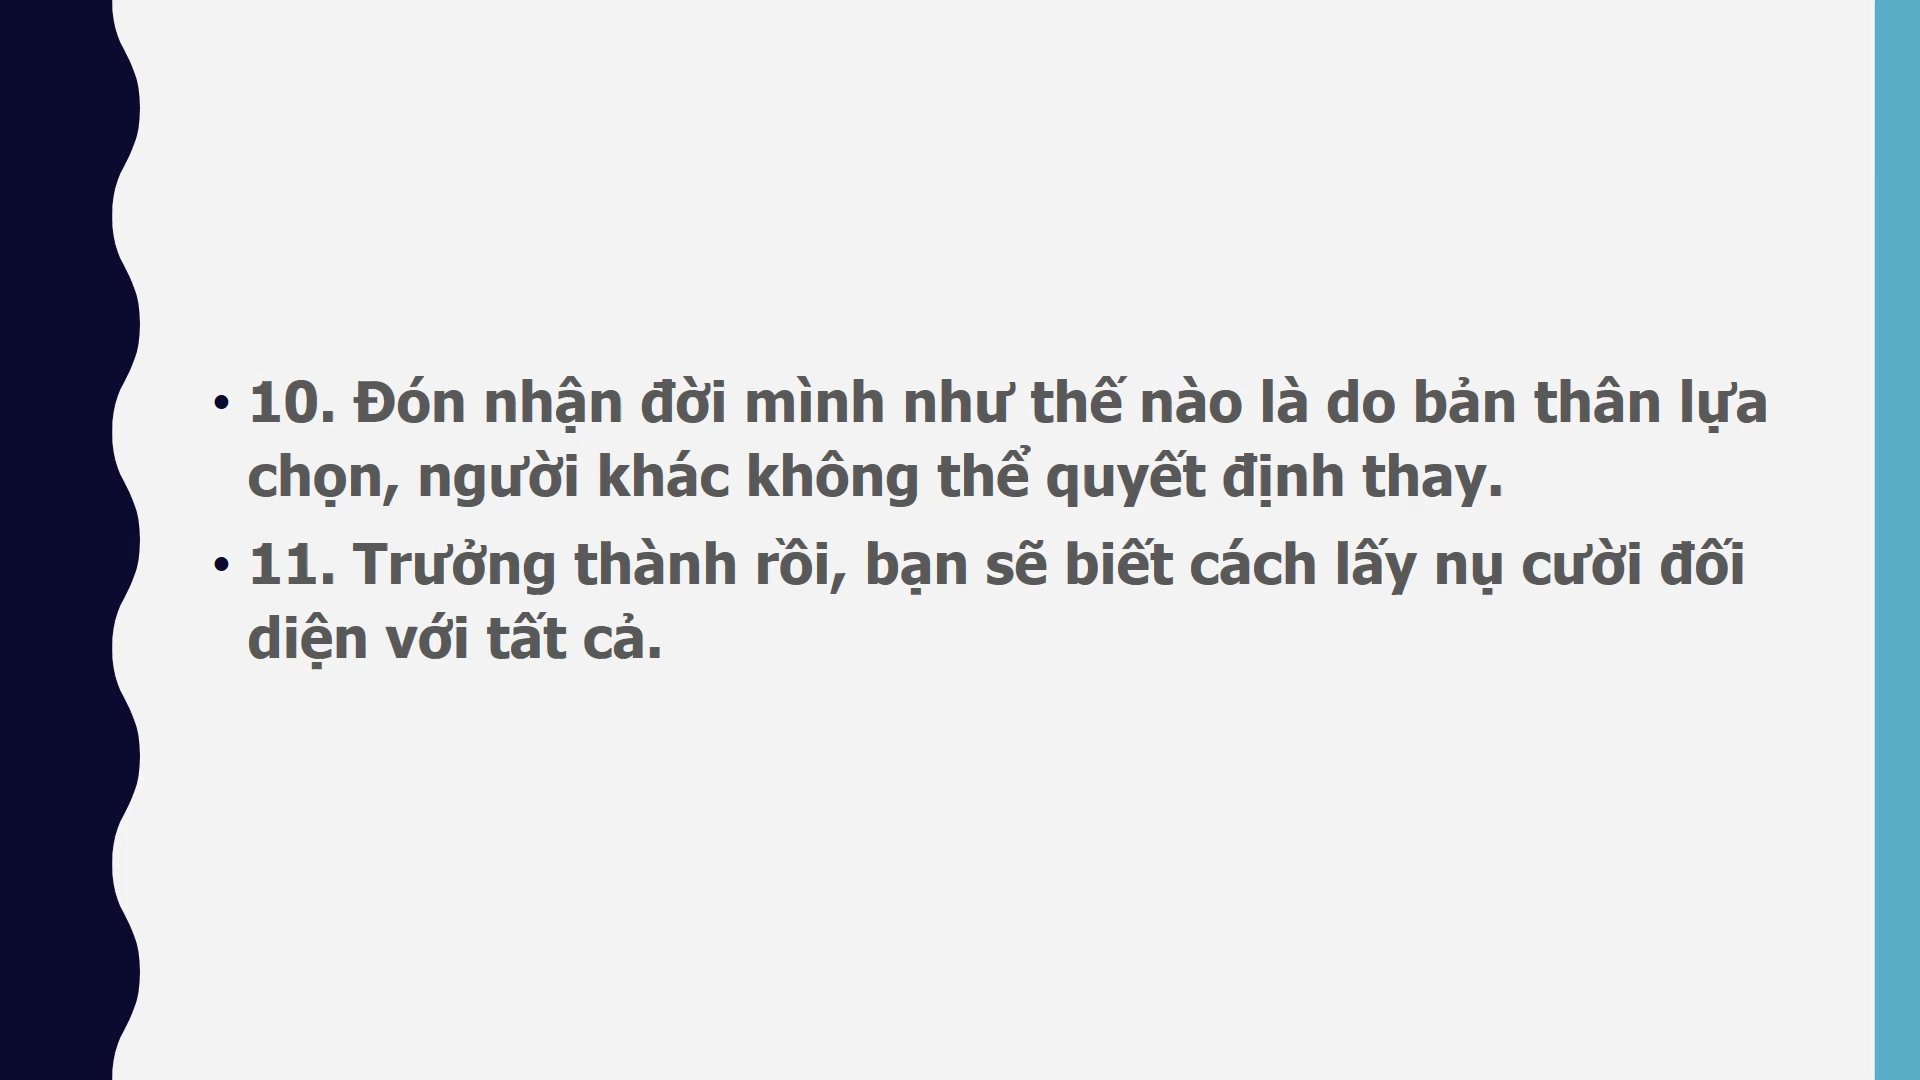 • 10. Đón nhận đời mình như thế nào là do bản thân lựa
chọn, người khác không thể quyết định thay.
• 11. Trưởng thành rồi, bạn sẽ biết cách lấy nụ cười đối
diện với tất cả.